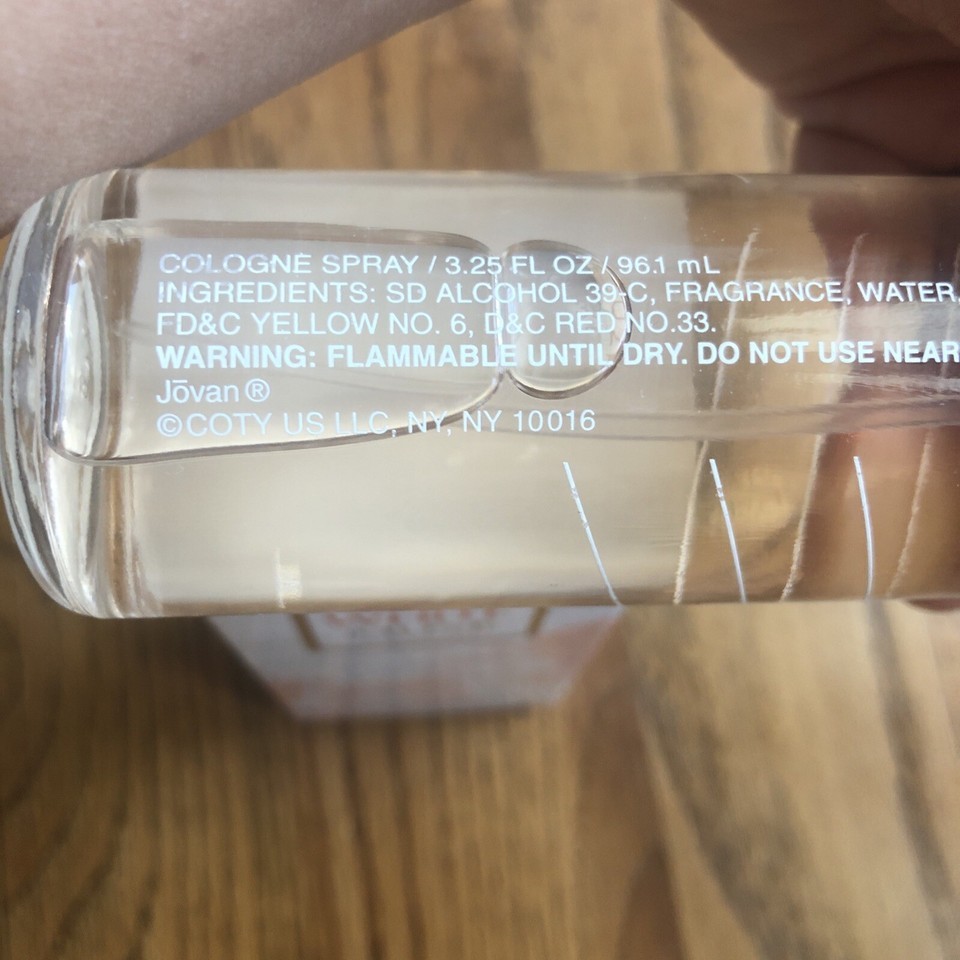 COLOGNE SPRAY / 3.25 FL OZ / 96.1 mL
INGREDIENTS: SD ALCOHOL 39-C, FRAGRANCE, WATER,
FD&C YELLOW NO. 6, D&C RED NO.33.
WARNING: FLAMMABLE UNTIL DRY. DO NOT USE NEAR
Jōvan®
©COTY US LLC, NY, NY 10016